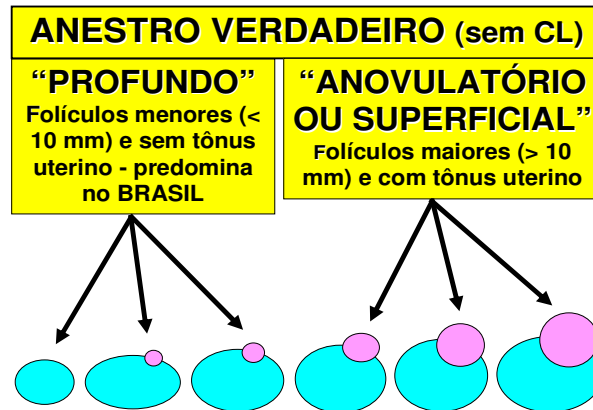 ANESTRO VERDADEIRO (sem CL)
“PROFUNDO”
Folículos menores (<
10 mm) e sem tônus
uterino - predomina
no BRASIL
“ANOVULATÓRIO
OU SUPERFICIAL”
Folículos maiores (> 10
mm) e com tônus uterino